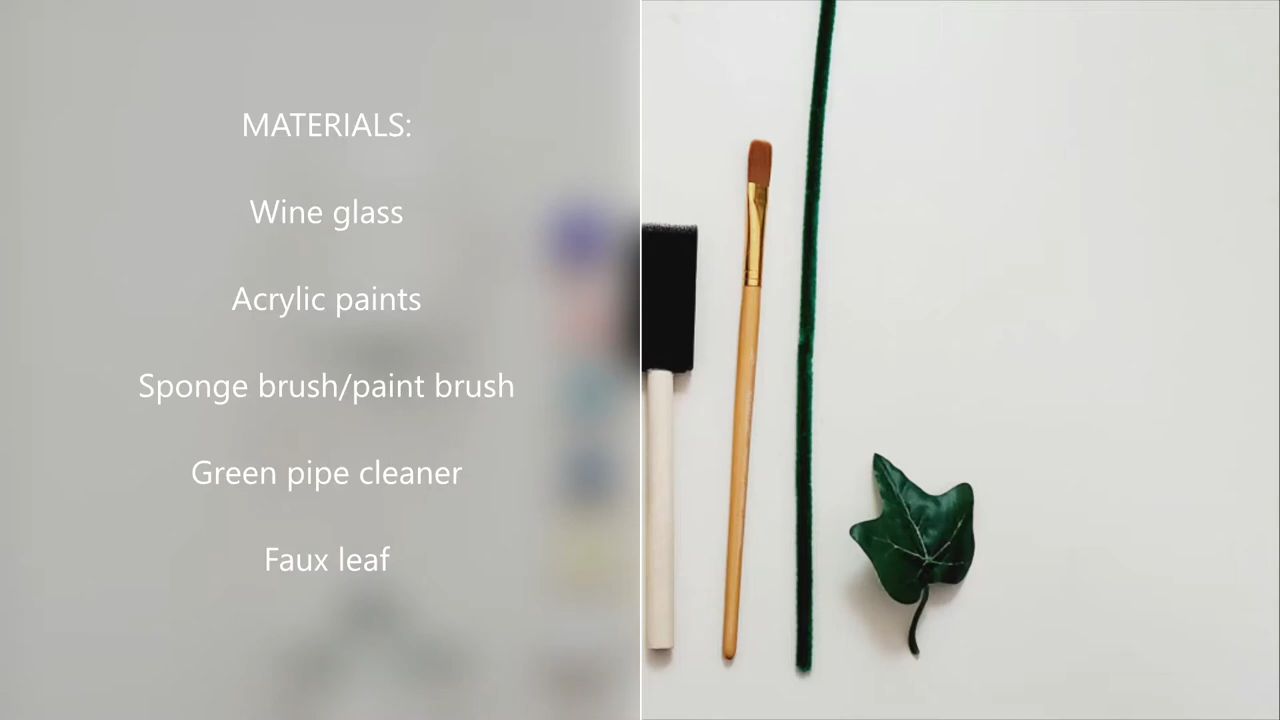 MATERIALS:
Wine glass
Acrylic paints
Sponge brush/paint brush
Green pipe cleaner
Faux leaf